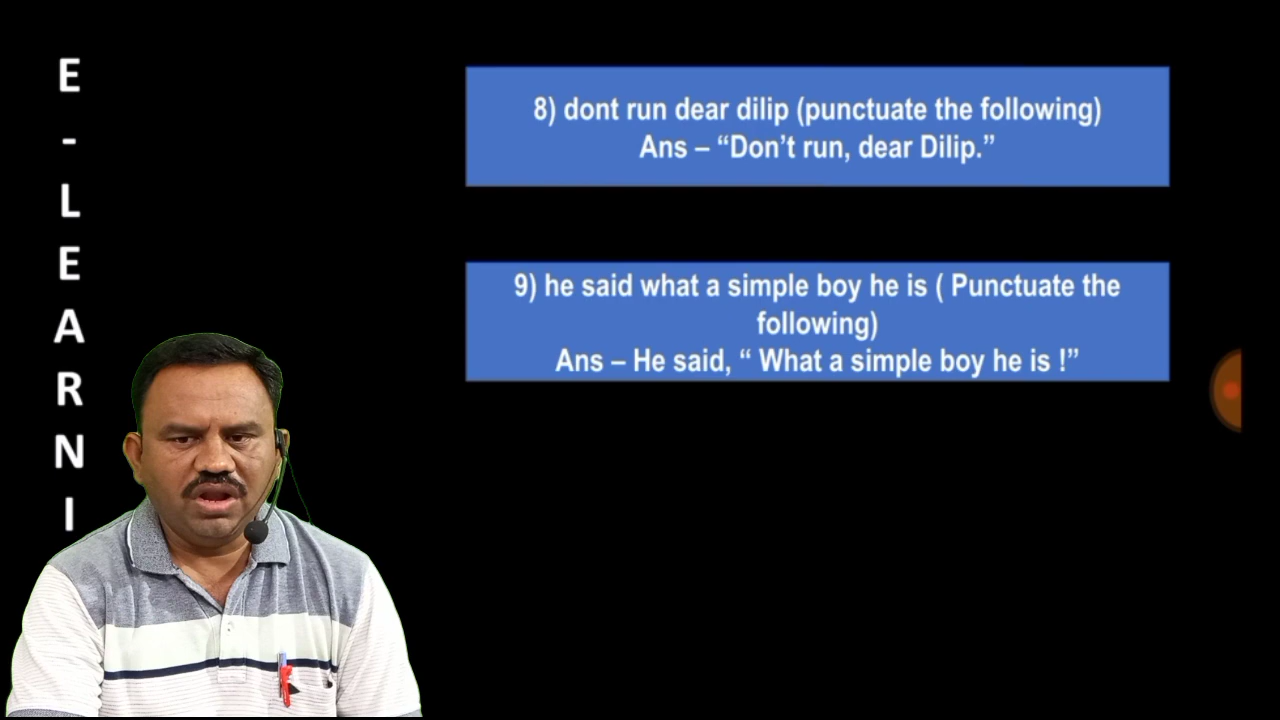 E
-
L
E
A
R
N
I
8) dont run dear dilip (punctuate the following)
Ans – “Don’t run, dear Dilip.”
9) he said what a simple boy he is ( Punctuate the
following)
Ans – He said, “ What a simple boy he is !”